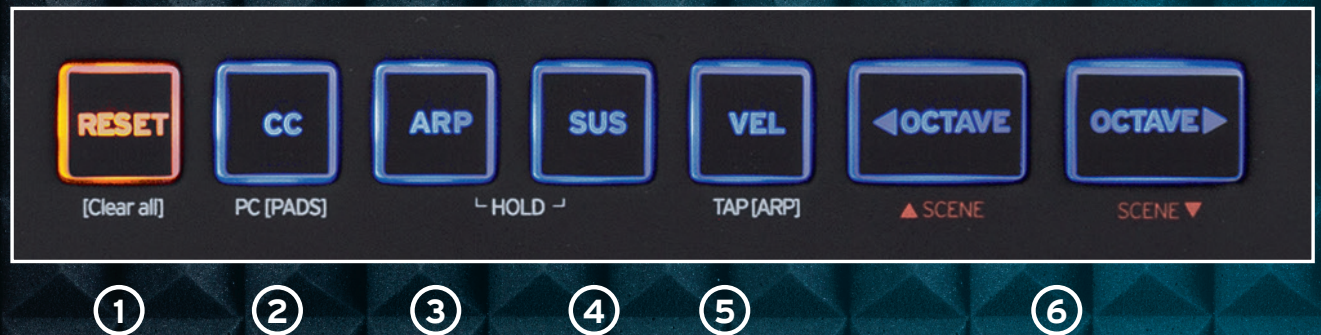 RESET CC ARP SUS VEL ◀OCTAVE OCTAVE▶
[Clear all] PC [PADS] HOLD TAP [ARP] ▲SCENE SCENE▼
1 2 3 4 5 6